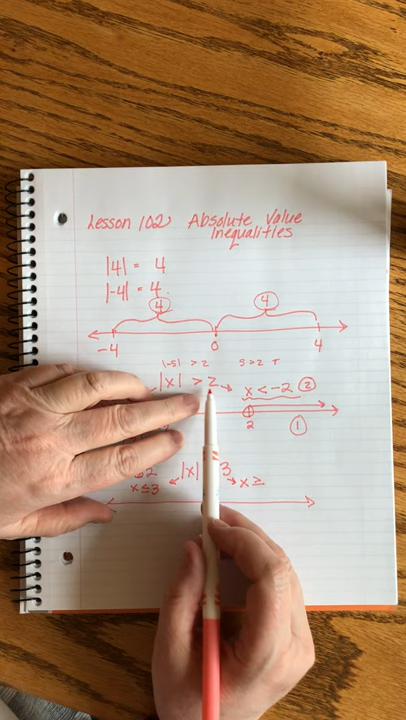 Lesson 102 Absolute Value
Inequalities
|4| = 4
|-4| = 4
4 4
-4 0 4
|-5| > 2 5 > 2 T
|x| > 2 → x < -2 ②
2 ①
|x| 3
x ≤ 3 x ≥